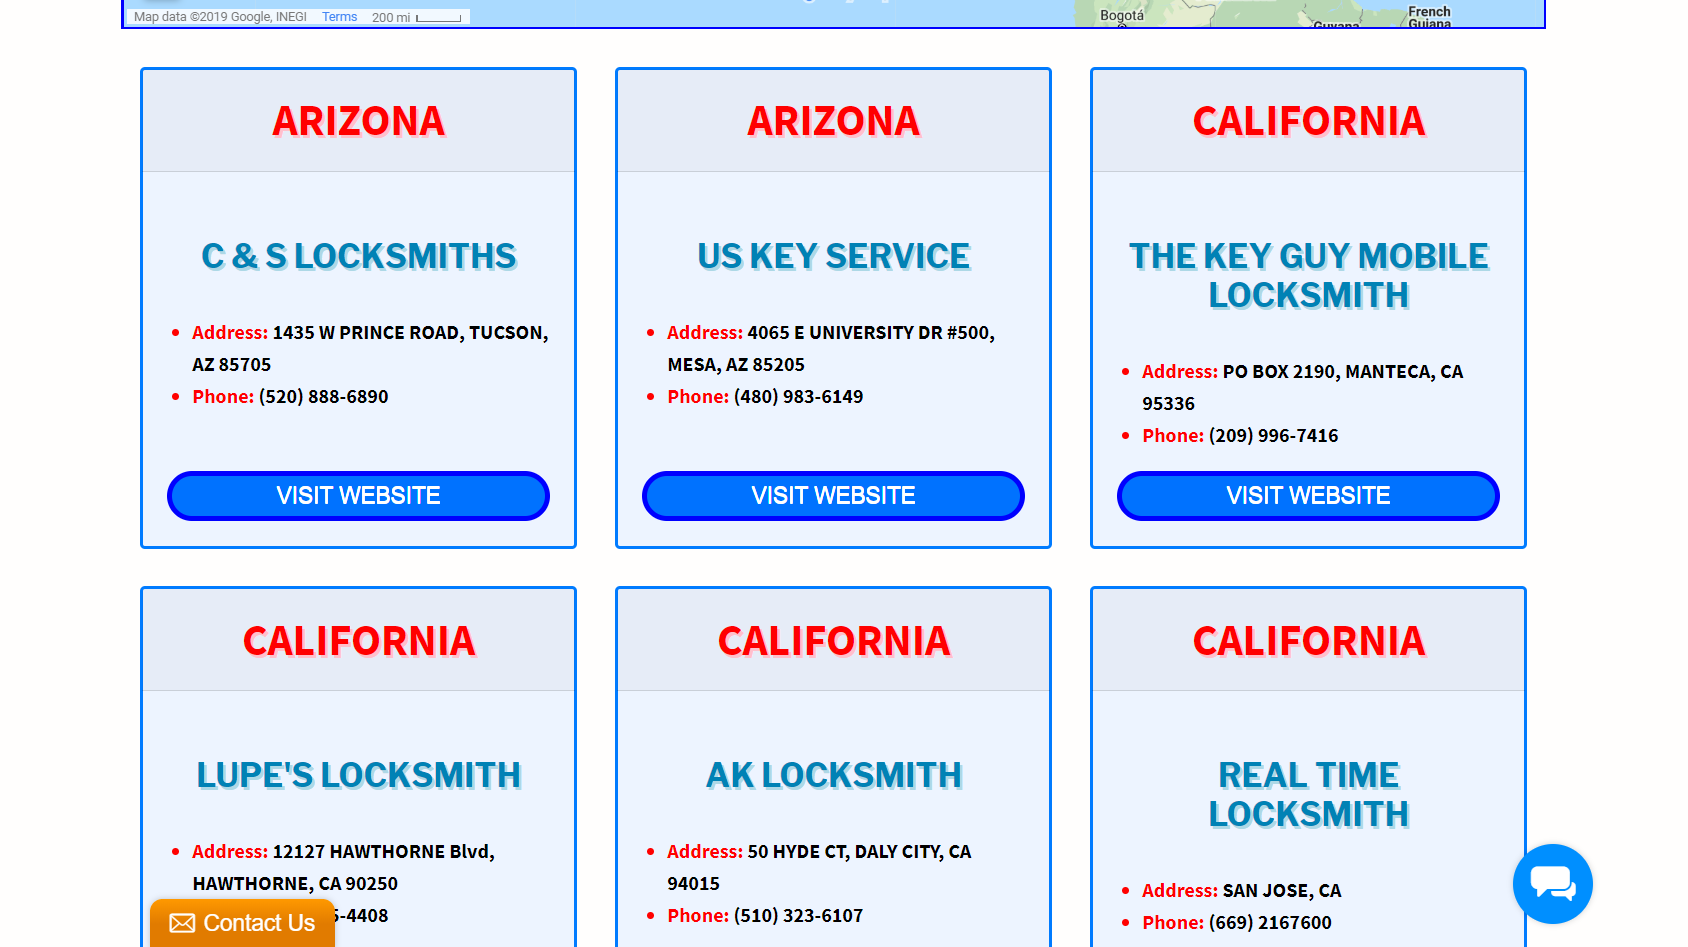 Map data ©2019 Google, INEGI Terms 200 mi
Bogotá
French
Guiana
ARIZONA
C & S LOCKSMITHS
Address: 1435 W PRINCE ROAD, TUCSON,
AZ 85705
Phone: (520) 888-6890
VISIT WEBSITE
ARIZONA
US KEY SERVICE
Address: 4065 E UNIVERSITY DR #500,
MESA, AZ 85205
Phone: (480) 983-6149
VISIT WEBSITE
CALIFORNIA
THE KEY GUY MOBILE
LOCKSMITH
Address: PO BOX 2190, MANTECA, CA
95336
Phone: (209) 996-7416
VISIT WEBSITE
CALIFORNIA
LUPE'S LOCKSMITH
Address: 12127 HAWTHORNE Blvd,
HAWTHORNE, CA 90250
-4408
Contact Us
CALIFORNIA
AK LOCKSMITH
Address: 50 HYDE CT, DALY CITY, CA
94015
Phone: (510) 323-6107
CALIFORNIA
REAL TIME
LOCKSMITH
Address: SAN JOSE, CA
Phone: (669) 2167600